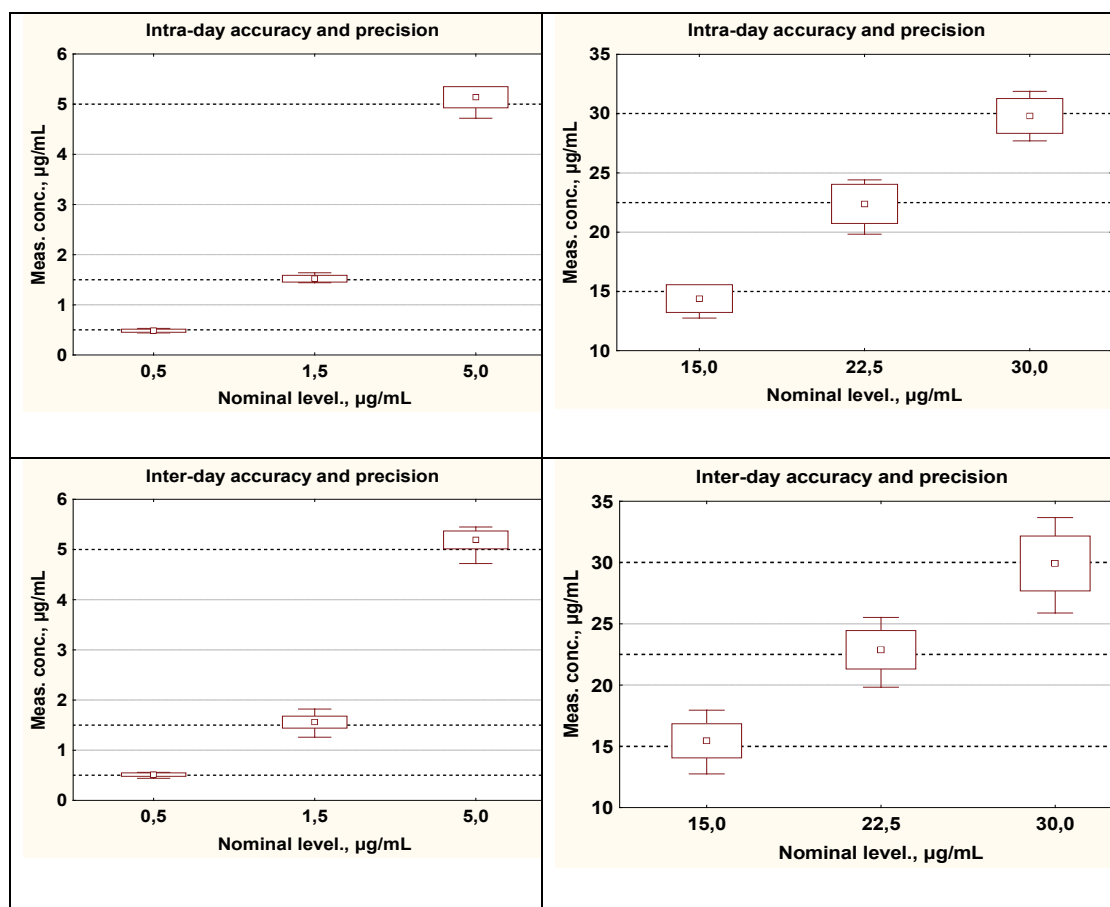 Intra-day accuracy and precision
6
5
4
3
2
1
0
Meas. conc., µg/mL
0,5 1,5 5,0
Nominal level., µg/mL
Intra-day accuracy and precision
35
30
25
20
15
10
Meas. conc., µg/mL
15,0 22,5 30,0
Nominal level., µg/mL
Inter-day accuracy and precision
6
5
4
3
2
1
0
Meas. conc., µg/mL
0,5 1,5 5,0
Nominal level., µg/mL
Inter-day accuracy and precision
35
30
25
20
15
10
Meas. conc., µg/mL
15,0 22,5 30,0
Nominal level., µg/mL